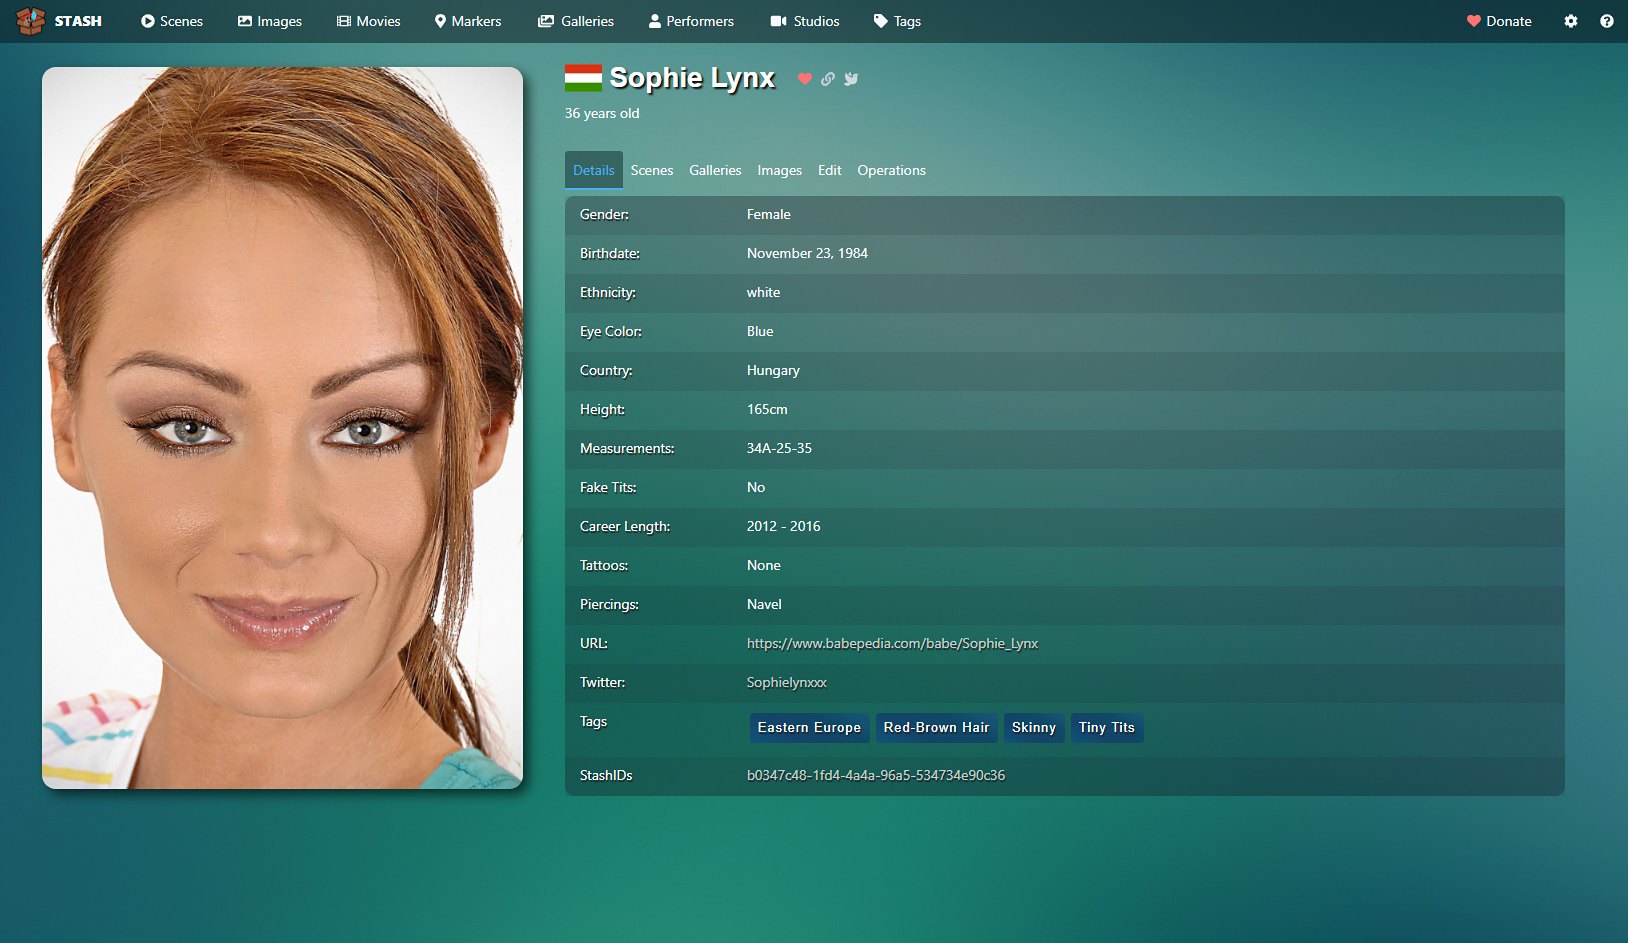 STASH Scenes Images Movies Markers Galleries Performers Studios Tags Donate
Sophie Lynx
36 years old
Details Scenes Galleries Images Edit Operations
Gender: Female
Birthdate: November 23, 1984
Ethnicity: white
Eye Color: Blue
Country: Hungary
Height: 165cm
Measurements: 34A-25-35
Fake Tits: No
Career Length: 2012 - 2016
Tattoos: None
Piercings: Navel
URL: https://www.babepedia.com/babe/Sophie_Lynx
Twitter: Sophielynxxx
Tags Eastern Europe Red-Brown Hair Skinny Tiny Tits
StashIDs b0347c48-1fd4-4a4a-96a5-534734e90c36